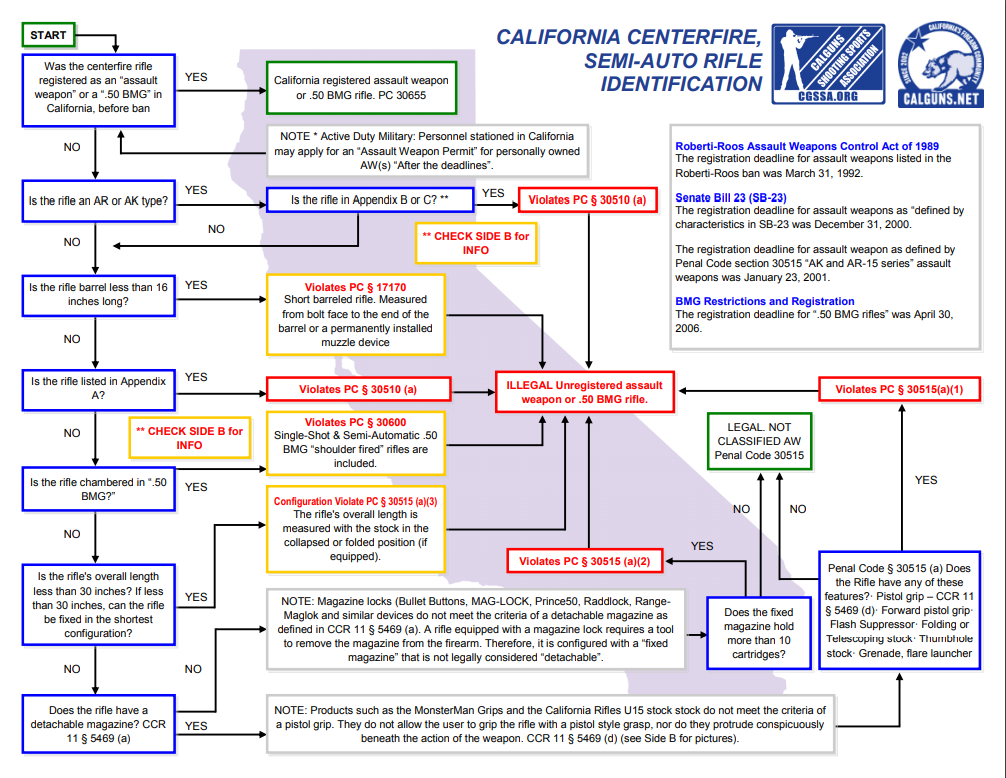 CALIFORNIA CENTERFIRE,
SEMI-AUTO RIFLE
IDENTIFICATION
CALGUNS
SHOOTING SPORTS
ASSOCIATION
CGSSA.ORG
CALIFORNIA'S FIREARM COMMUNITY
SINCE 2002
CALGUNS.NET
START
Was the centerfire rifle
registered as an “assault
weapon” or a “.50 BMG” in
California, before ban
YES
California registered assault weapon
or .50 BMG rifle. PC 30655
NOTE * Active Duty Military: Personnel stationed in California
may apply for an “Assault Weapon Permit” for personally owned
AW(s) “After the deadlines”.
NO
Is the rifle an AR or AK type?
YES
Is the rifle in Appendix B or C? **
YES
Violates PC § 30510 (a)
NO
NO
** CHECK SIDE B for
INFO
Roberti-Roos Assault Weapons Control Act of 1989
The registration deadline for assault weapons listed in the
Roberti-Roos ban was March 31, 1992.
Senate Bill 23 (SB-23)
The registration deadline for assault weapons as “defined by
characteristics in SB-23 was December 31, 2000.
The registration deadline for assault weapon as defined by
Penal Code section 30515 “AK and AR-15 series” assault
weapons was January 23, 2001.
BMG Restrictions and Registration
The registration deadline for “.50 BMG rifles” was April 30,
2006.
Is the rifle barrel less than 16
inches long?
YES
Violates PC § 17170
Short barreled rifle. Measured
from bolt face to the end of the
barrel or a permanently installed
muzzle device
NO
Is the rifle listed in Appendix
A?
YES
Violates PC § 30510 (a)
ILLEGAL Unregistered assault
weapon or .50 BMG rifle.
Violates PC § 30515(a)(1)
NO
** CHECK SIDE B for
INFO
Violates PC § 30600
Single-Shot & Semi-Automatic .50
BMG “shoulder fired” rifles are
included.
LEGAL. NOT
CLASSIFIED AW
Penal Code 30515
Is the rifle chambered in “.50
BMG?”
YES
YES
Configuration Violate PC § 30515 (a)(3)
The rifle's overall length is
measured with the stock in the
collapsed or folded position (if
equipped).
NO
NO
NO
YES
Violates PC § 30515 (a)(2)
Is the rifle's overall length
less than 30 inches? If less
than 30 inches, can the rifle
be fixed in the shortest
configuration?
YES
Penal Code § 30515 (a) Does
the Rifle have any of these
features?· Pistol grip – CCR 11
§ 5469 (d)· Forward pistol grip·
Flash Suppressor· Folding or
Telescoping stock· Thumbhole
stock· Grenade, flare launcher
NOTE: Magazine locks (Bullet Buttons, MAG-LOCK, Prince50, Raddlock, Range-
Maglok and similar devices do not meet the criteria of a detachable magazine as
defined in CCR 11 § 5469 (a). A rifle equipped with a magazine lock requires a tool
to remove the magazine from the firearm. Therefore, it is configured with a “fixed
magazine” that is not legally considered “detachable”.
Does the fixed
magazine hold
more than 10
cartridges?
NO
NO
Does the rifle have a
detachable magazine? CCR
11 § 5469 (a)
YES
NOTE: Products such as the MonsterMan Grips and the California Rifles U15 stock stock do not meet the criteria of
a pistol grip. They do not allow the user to grip the rifle with a pistol style grasp, nor do they protrude conspicuously
beneath the action of the weapon. CCR 11 § 5469 (d) (see Side B for pictures).